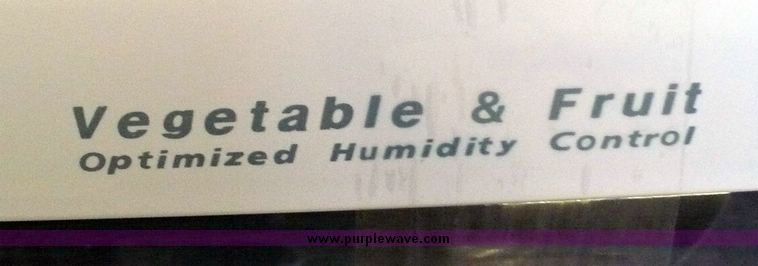 Vegetable & Fruit
Optimized Humidity Control
www.purplewave.com